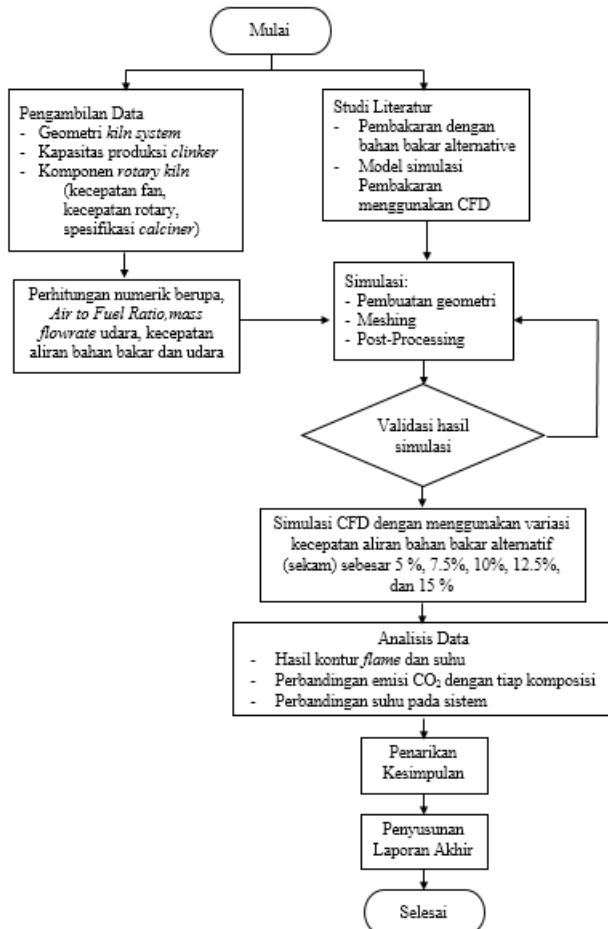 Mulai
Pengambilan Data
- Geometri kiln system
- Kapasitas produksi clinker
- Komponen rotary kiln
(kecepatan fan,
kecepatan rotary,
spesifikasi calciner)
Studi Literatur
- Pembakaran dengan
bahan bakar alternative
- Model simulasi
Pembakaran
menggunakan CFD
Perhitungan numerik berupa,
Air to Fuel Ratio,mass
flowrate udara, kecepatan
aliran bahan bakar dan udara
Simulasi:
- Pembuatan geometri
- Meshing
- Post-Processing
Validasi hasil
simulasi
Simulasi CFD dengan menggunakan variasi
kecepatan aliran bahan bakar alternatif
(sekam) sebesar 5 %, 7.5%, 10%, 12.5%,
dan 15 %
Analisis Data
- Hasil kontur flame dan suhu
- Perbandingan emisi CO₂ dengan tiap komposisi
- Perbandingan suhu pada sistem
Penarikan
Kesimpulan
Penyusunan
Laporan Akhir
Selesai